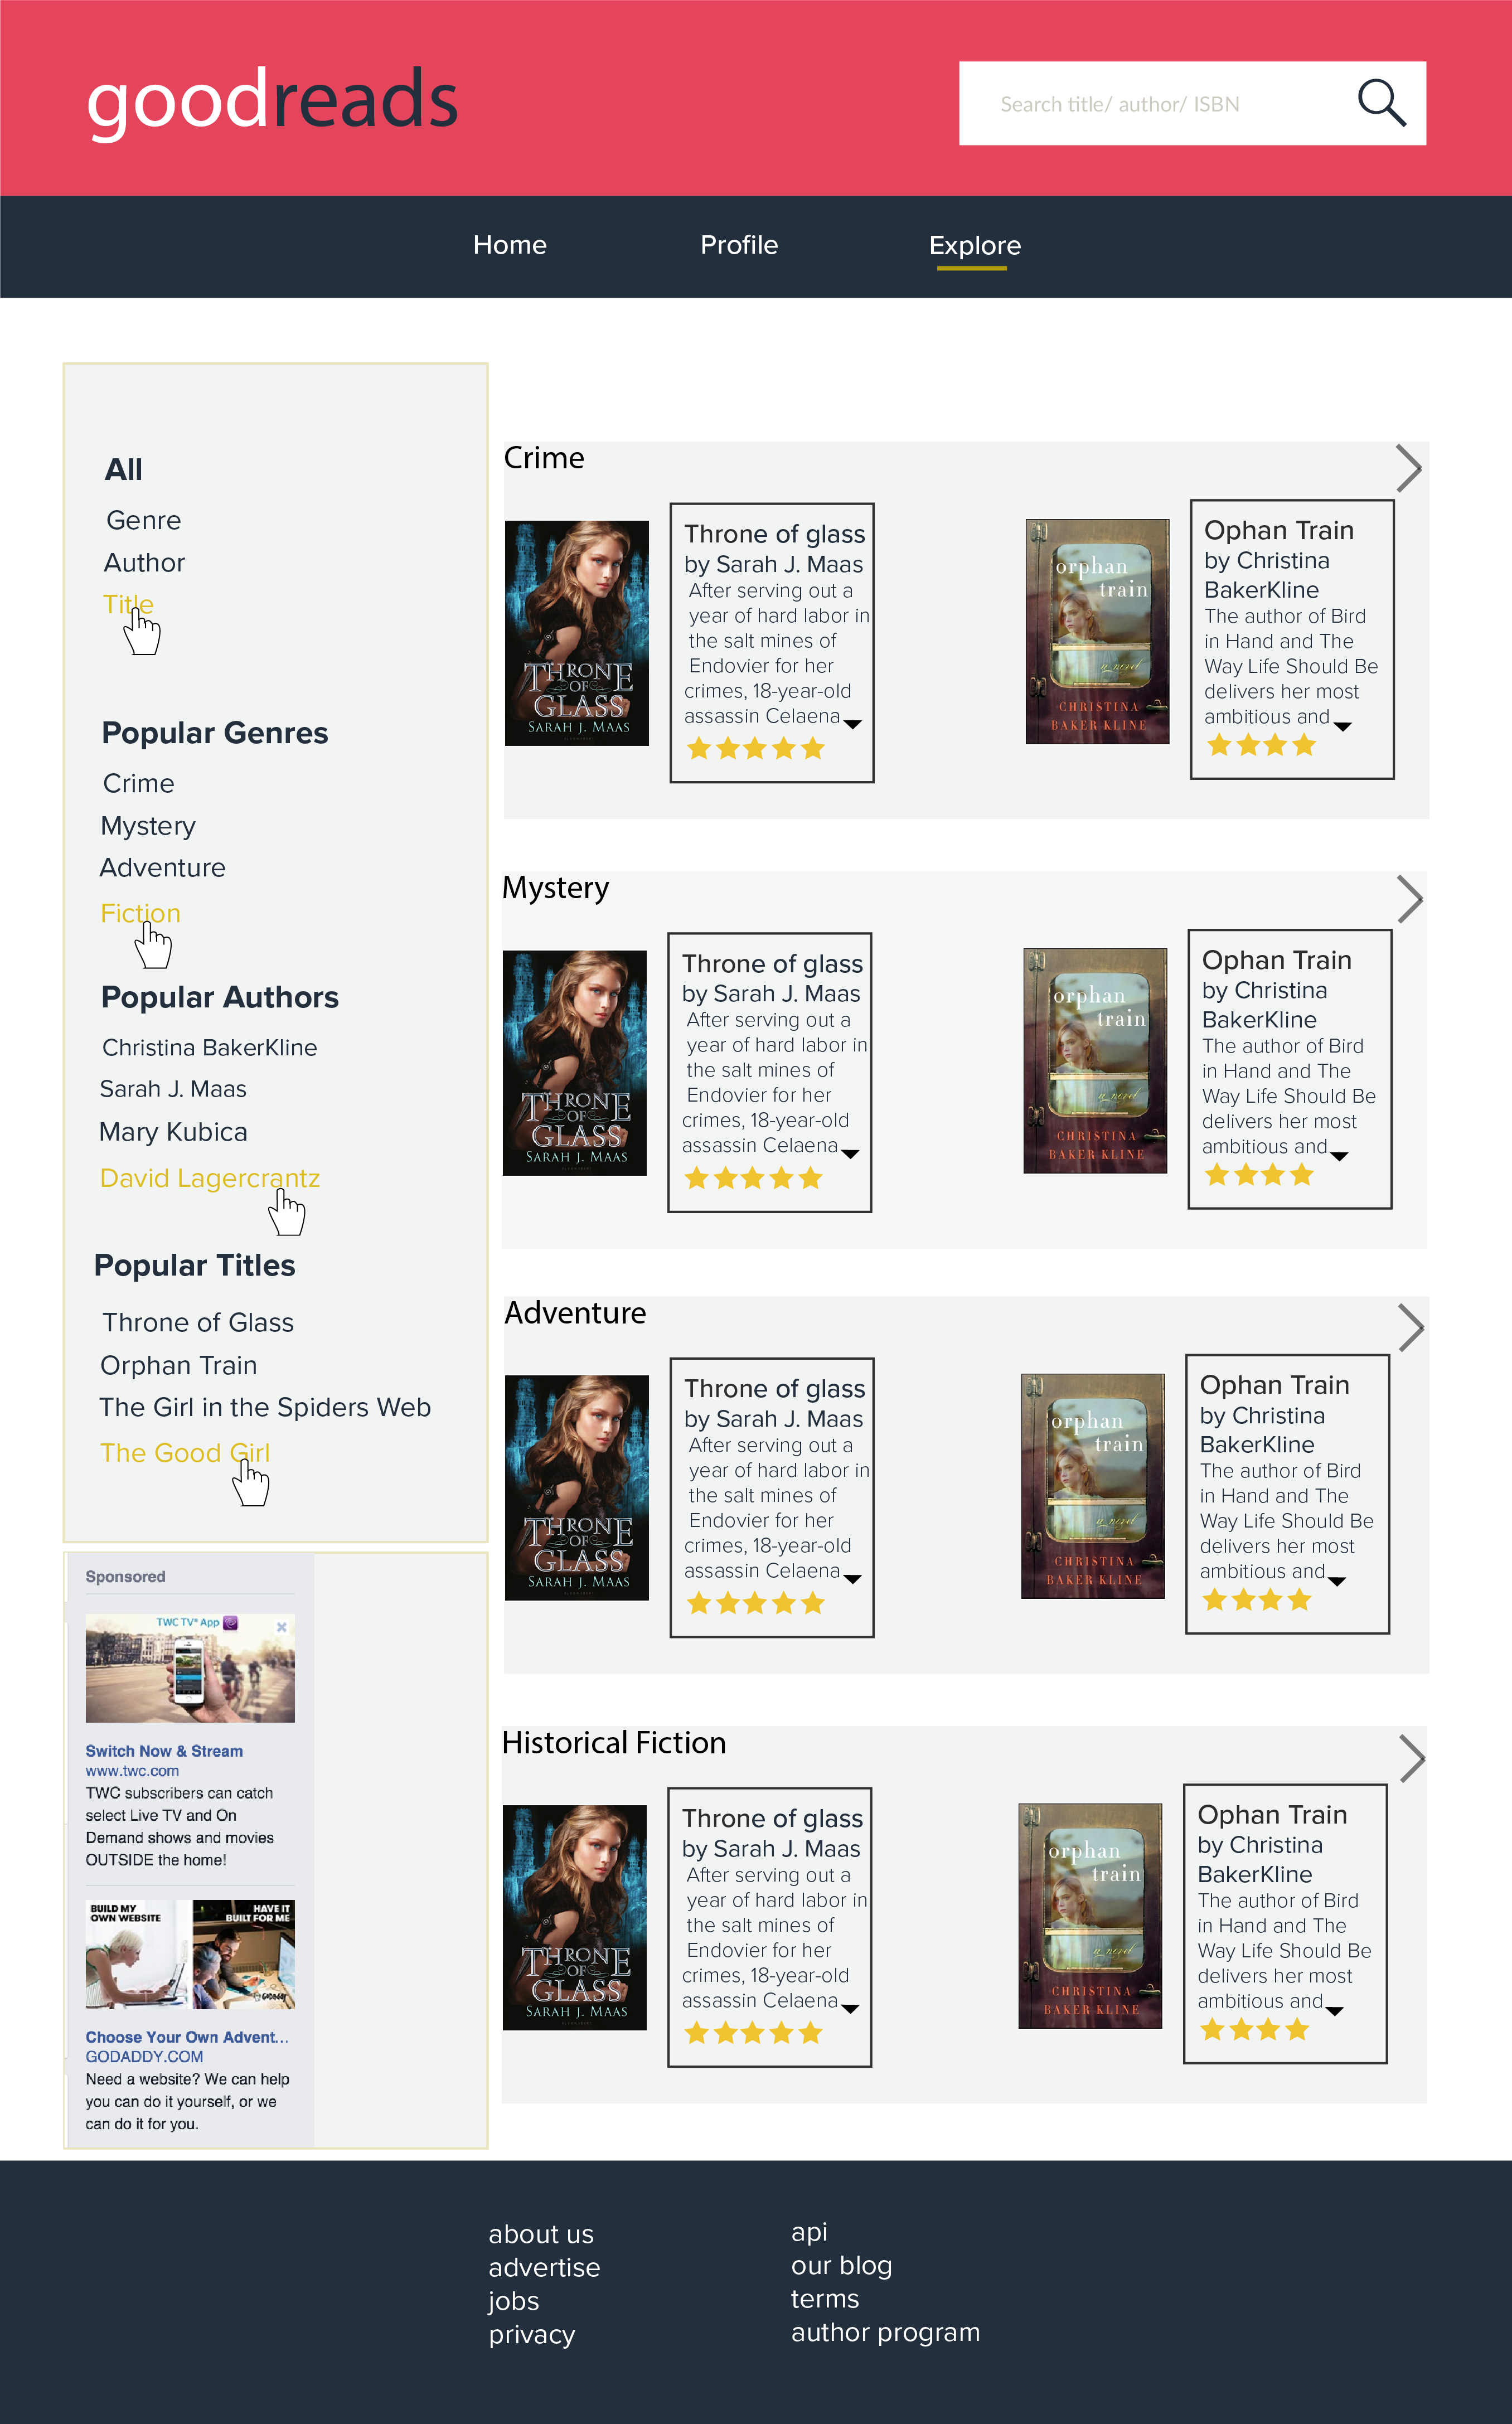 goodreads
Search title/ author/ ISBN
Home
Profile
Explore
All
Genre
Author
Title
Popular Genres
Crime
Mystery
Adventure
Fiction
Popular Authors
Christina BakerKline
Sarah J. Maas
Mary Kubica
David Lagercrantz
Popular Titles
Throne of Glass
Orphan Train
The Girl in the Spiders Web
The Good Girl
Sponsored
TWC TV® App
Switch Now & Stream
www.twc.com
TWC subscribers can catch
select Live TV and On
Demand shows and movies
OUTSIDE the home!
BUILD MY
OWN WEBSITE
HAVE IT
BUILT FOR ME
GODADDY
Choose Your Own Advent...
GODADDY.COM
Need a website? We can help
you can do it yourself, or we
can do it for you.
Crime
THRONE
OF
GLASS
SARAH J. MAAS
Throne of glass
by Sarah J. Maas
After serving out a
year of hard labor in
the salt mines of
Endovier for her
crimes, 18-year-old
assassin Celaena
orphan
train
a novel
CHRISTINA
BAKER KLINE
Ophan Train
by Christina
BakerKline
The author of Bird
in Hand and The
Way Life Should Be
delivers her most
ambitious and
Mystery
THRONE
OF
GLASS
SARAH J. MAAS
Throne of glass
by Sarah J. Maas
After serving out a
year of hard labor in
the salt mines of
Endovier for her
crimes, 18-year-old
assassin Celaena
orphan
train
a novel
CHRISTINA
BAKER KLINE
Ophan Train
by Christina
BakerKline
The author of Bird
in Hand and The
Way Life Should Be
delivers her most
ambitious and
Adventure
THRONE
OF
GLASS
SARAH J. MAAS
Throne of glass
by Sarah J. Maas
After serving out a
year of hard labor in
the salt mines of
Endovier for her
crimes, 18-year-old
assassin Celaena
orphan
train
a novel
CHRISTINA
BAKER KLINE
Ophan Train
by Christina
BakerKline
The author of Bird
in Hand and The
Way Life Should Be
delivers her most
ambitious and
Historical Fiction
THRONE
OF
GLASS
SARAH J. MAAS
Throne of glass
by Sarah J. Maas
After serving out a
year of hard labor in
the salt mines of
Endovier for her
crimes, 18-year-old
assassin Celaena
orphan
train
a novel
CHRISTINA
BAKER KLINE
Ophan Train
by Christina
BakerKline
The author of Bird
in Hand and The
Way Life Should Be
delivers her most
ambitious and
about us
advertise
jobs
privacy
api
our blog
terms
author program